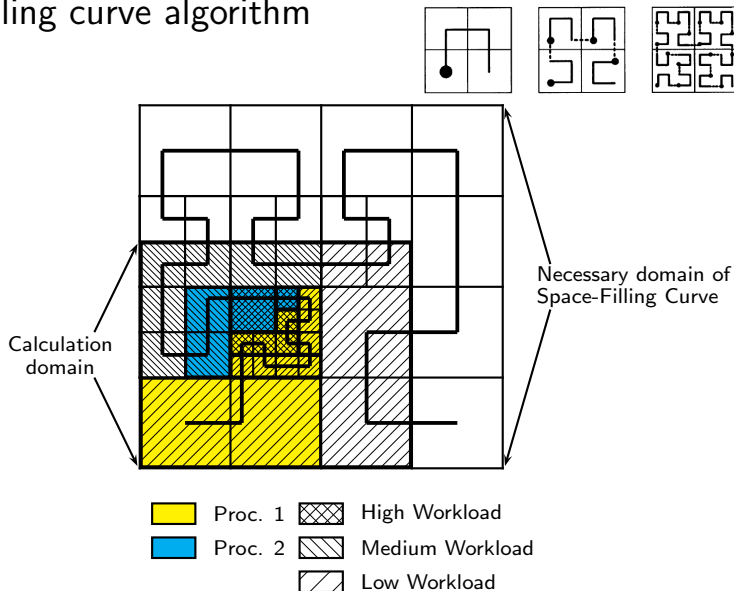 ling curve algorithm
Necessary domain of
Space-Filling Curve
Calculation
domain
Proc. 1
High Workload
Proc. 2
Medium Workload
Low Workload